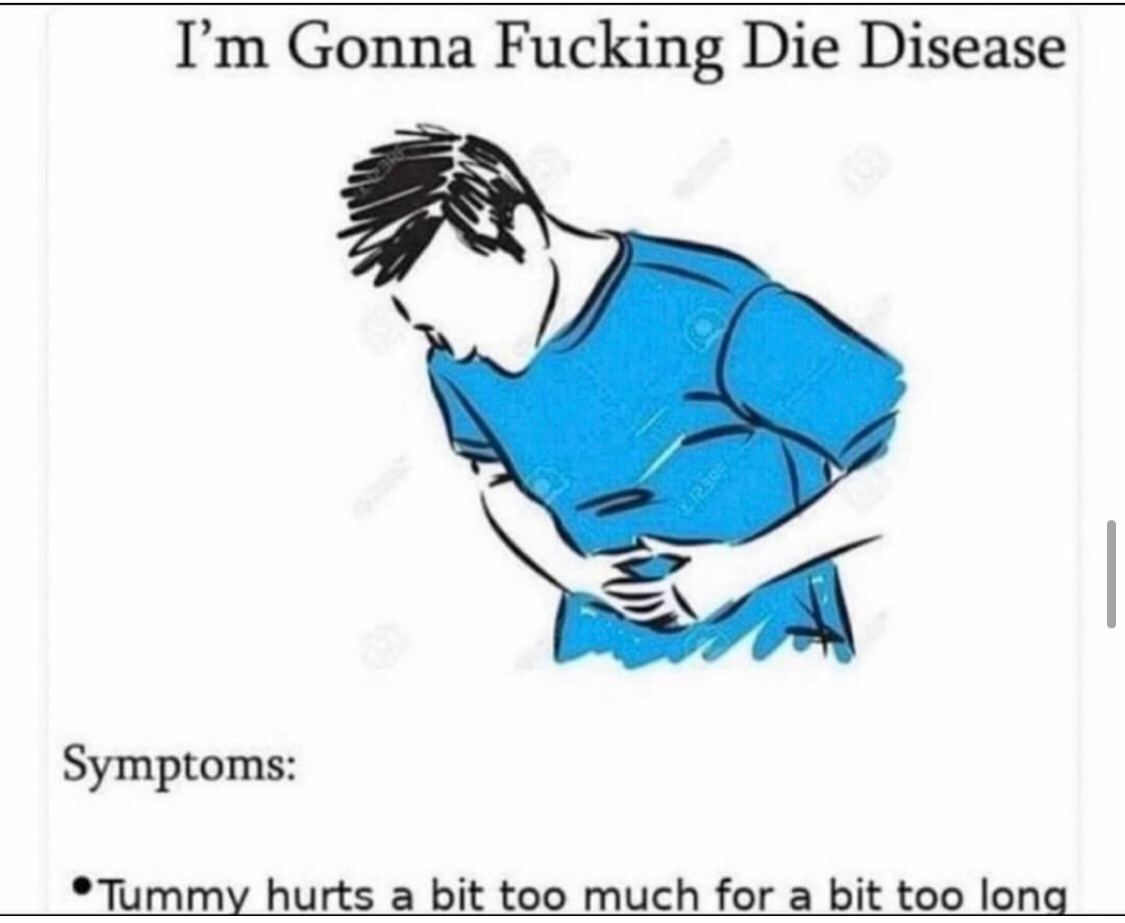 I'm Gonna Fucking Die Disease
Symptoms:
•Tummy hurts a bit too much for a bit too long